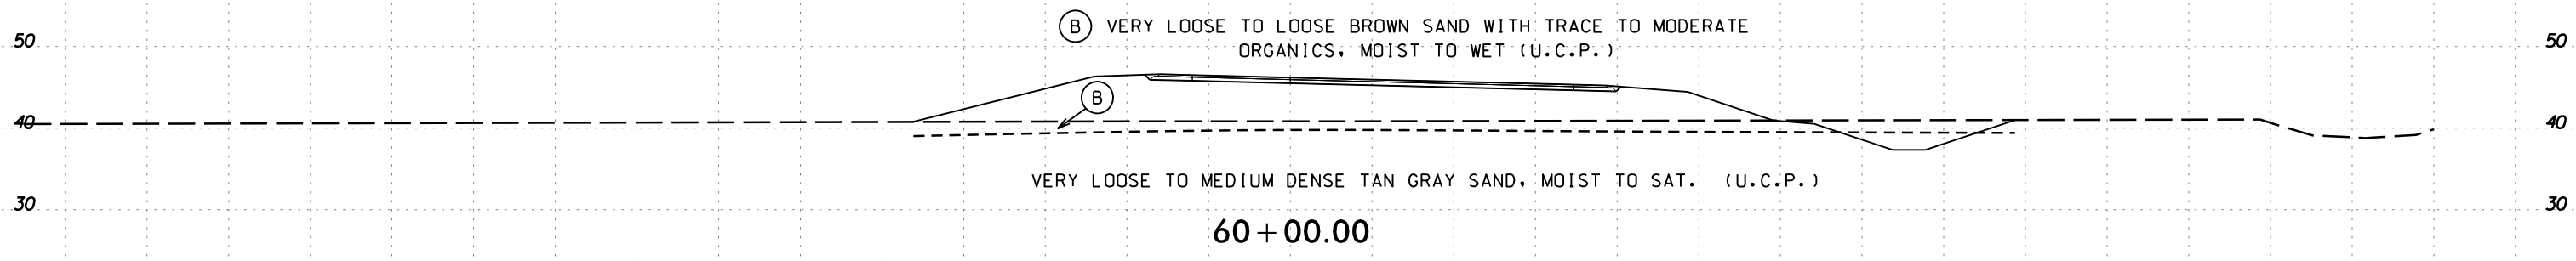 Ⓑ VERY LOOSE TO LOOSE BROWN SAND WITH TRACE TO MODERATE
ORGANICS, MOIST TO WET (U.C.P.)
50 50
B
40 40
VERY LOOSE TO MEDIUM DENSE TAN GRAY SAND, MOIST TO SAT. (U.C.P.)
30 30
60+00.00